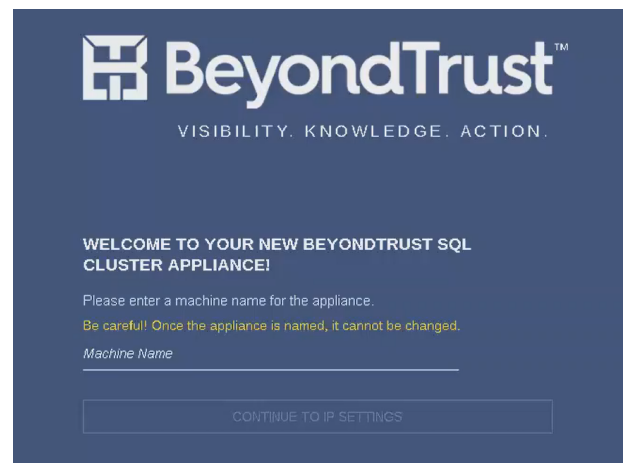 BeyondTrust™
VISIBILITY. KNOWLEDGE. ACTION.
WELCOME TO YOUR NEW BEYONDTRUST SQL
CLUSTER APPLIANCE!
Please enter a machine name for the appliance.
Be careful! Once the appliance is named, it cannot be changed.
Machine Name
CONTINUE TO IP SETTINGS